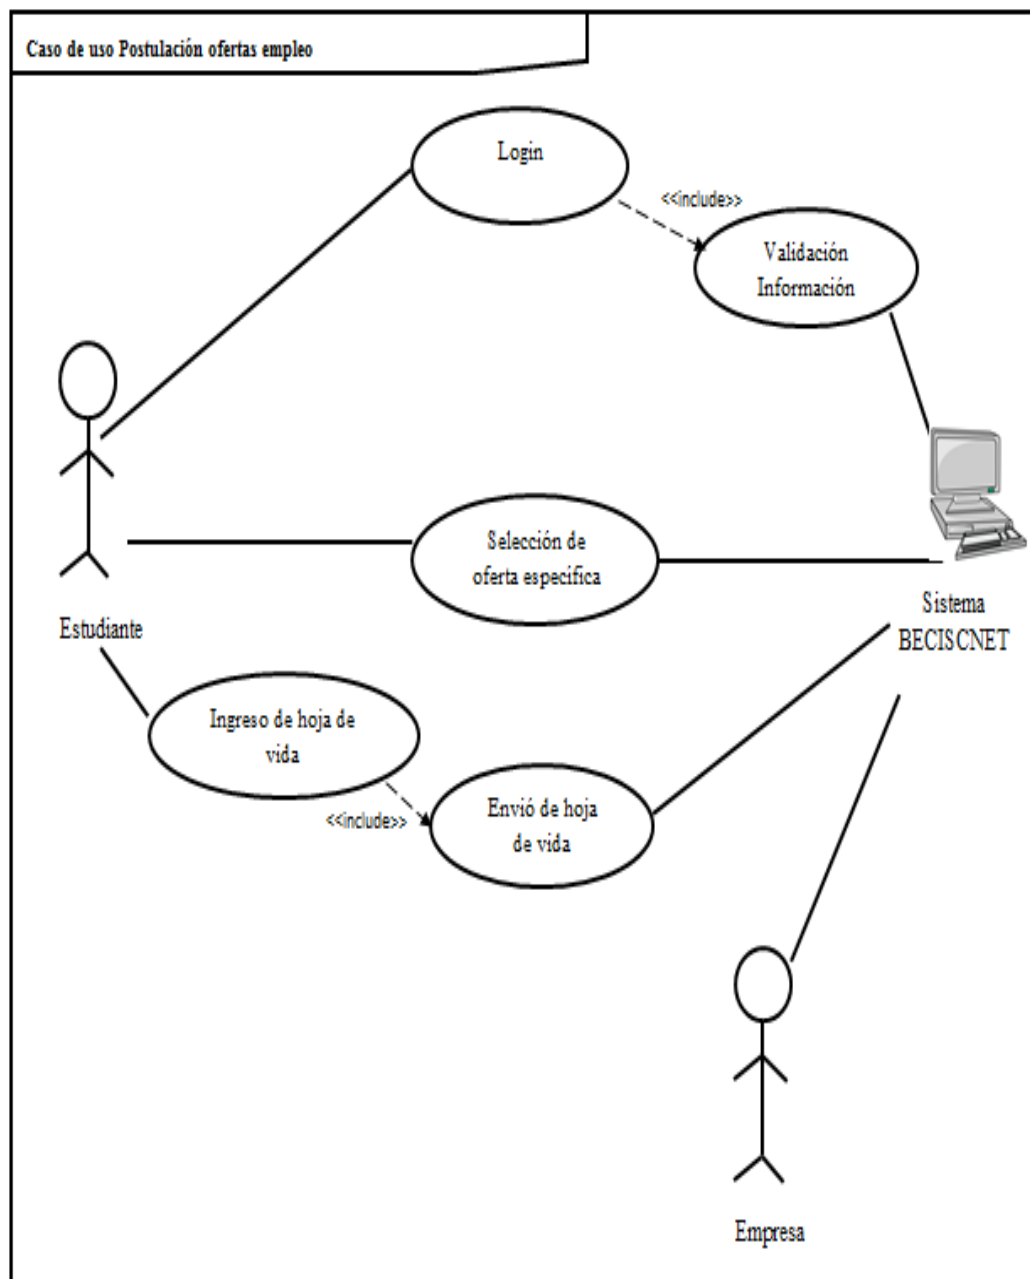 Caso de uso Postulación ofertas empleo
Login
<<include>>
Validación
Información
Selección de
oferta específica
Sistema
BECISCNET
Estudiante
Ingreso de hoja de
vida
<<include>>
Envió de hoja
de vida
Empresa